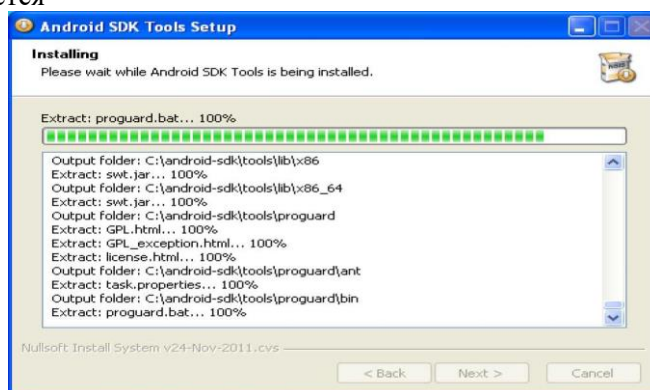 Android SDK Tools Setup
Installing
Please wait while Android SDK Tools is being installed.
Extract: proguard.bat... 100%
Output folder: C:\android-sdk\tools\lib\x86
Extract: swt.jar... 100%
Output folder: C:\android-sdk\tools\lib\x86_64
Extract: swt.jar... 100%
Output folder: C:\android-sdk\tools\proguard
Extract: GPL.html... 100%
Extract: GPL_exception.html... 100%
Extract: license.html... 100%
Output folder: C:\android-sdk\tools\proguard\ant
Extract: task.properties... 100%
Output folder: C:\android-sdk\tools\proguard\bin
Extract: proguard.bat... 100%
Nullsoft Install System v24-Nov-2011.cvs
< Back Next > Cancel